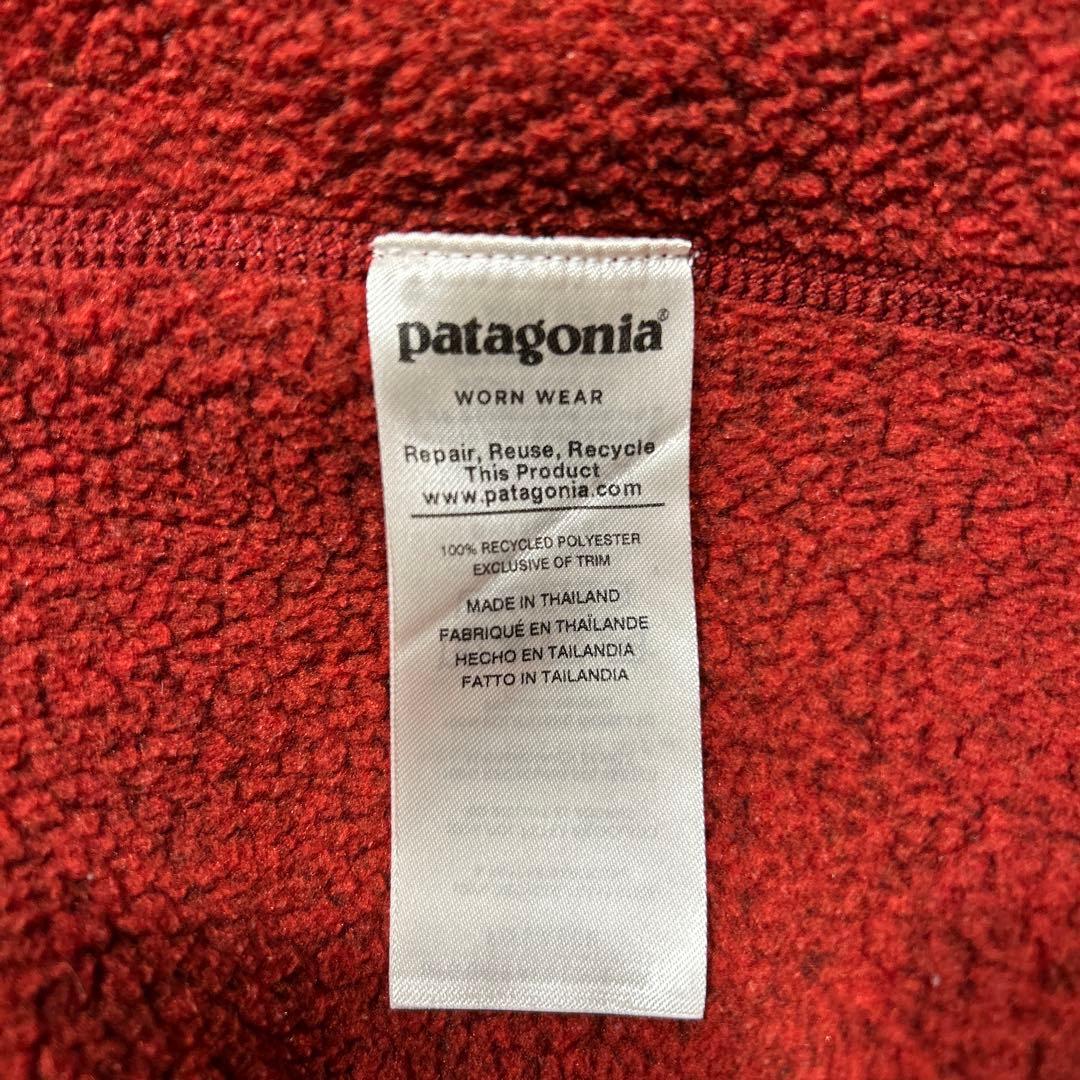 patagonia®
WORN WEAR
Repair, Reuse, Recycle
This Product
www.patagonia.com
100% RECYCLED POLYESTER
EXCLUSIVE OF TRIM
MADE IN THAILAND
FABRIQUÉ EN THAÏLANDE
HECHO EN TAILANDIA
FATTO IN TAILANDIA